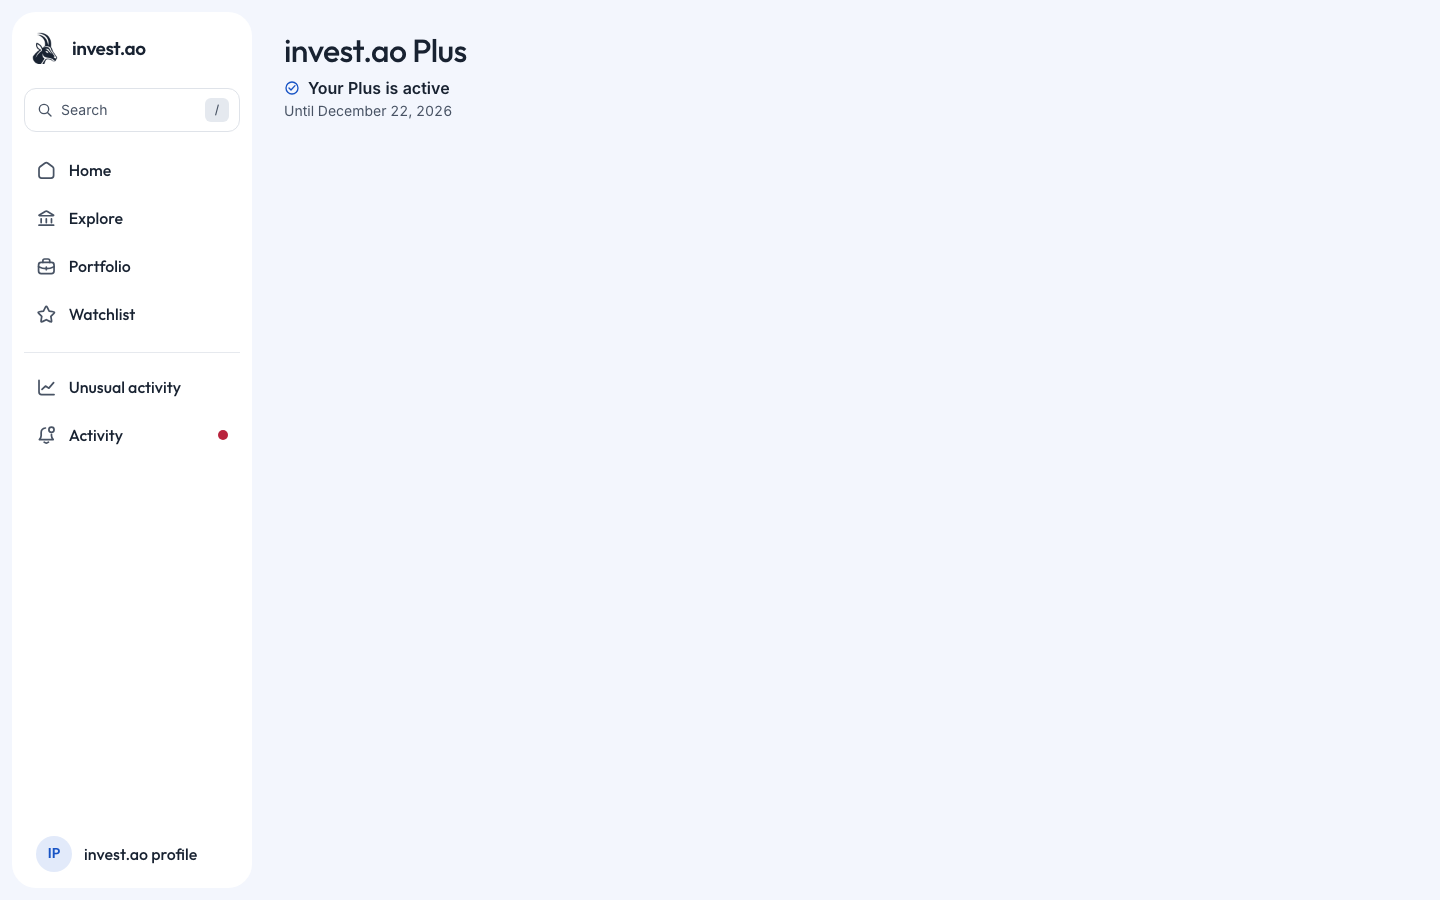 invest.ao
Search /
Home
Explore
Portfolio
Watchlist
Unusual activity
Activity
IP invest.ao profile
invest.ao Plus
Your Plus is active
Until December 22, 2026